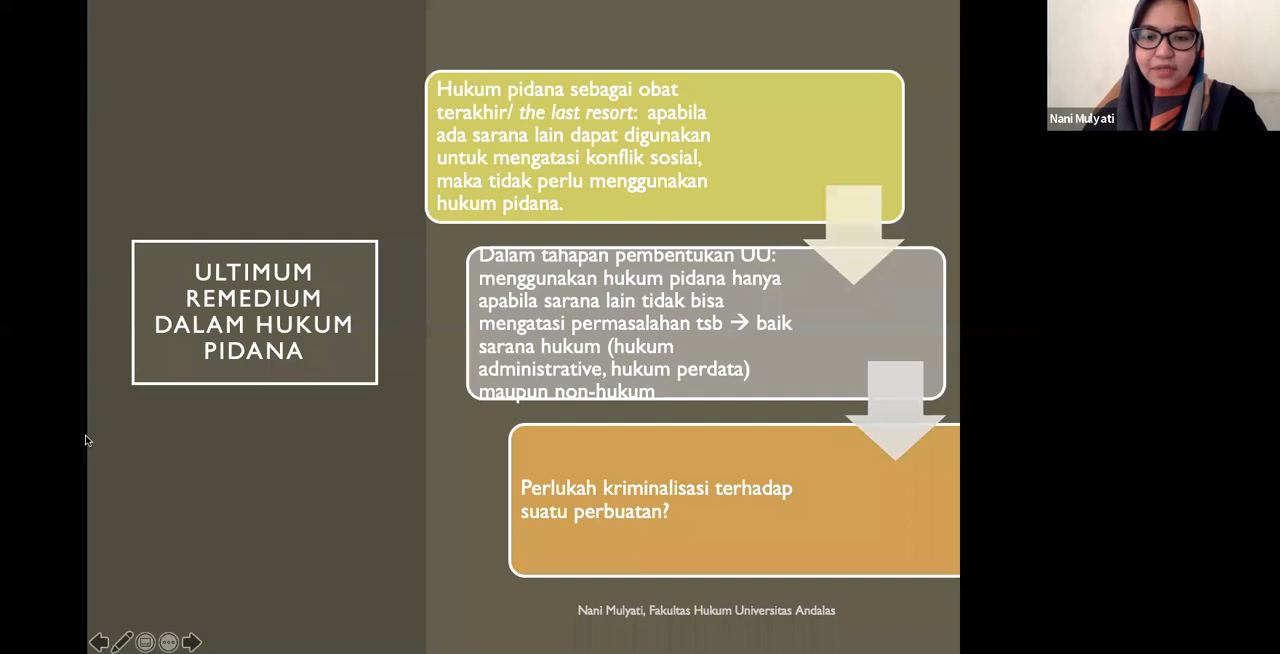 ULTIMUM
REMEDIUM
DALAM HUKUM
PIDANA
Hukum pidana sebagai obat
terakhir/ the last resort: apabila
ada sarana lain dapat digunakan
untuk mengatasi konflik sosial,
maka tidak perlu menggunakan
hukum pidana.
Dalam tahapan pembentukan UU:
menggunakan hukum pidana hanya
apabila sarana lain tidak bisa
mengatasi permasalahan tsb → baik
sarana hukum (hukum
administrative, hukum perdata)
maupun non-hukum
Perlukah kriminalisasi terhadap
suatu perbuatan?
Nani Mulyati, Fakultas Hukum Universitas Andalas
Nani Mulyati